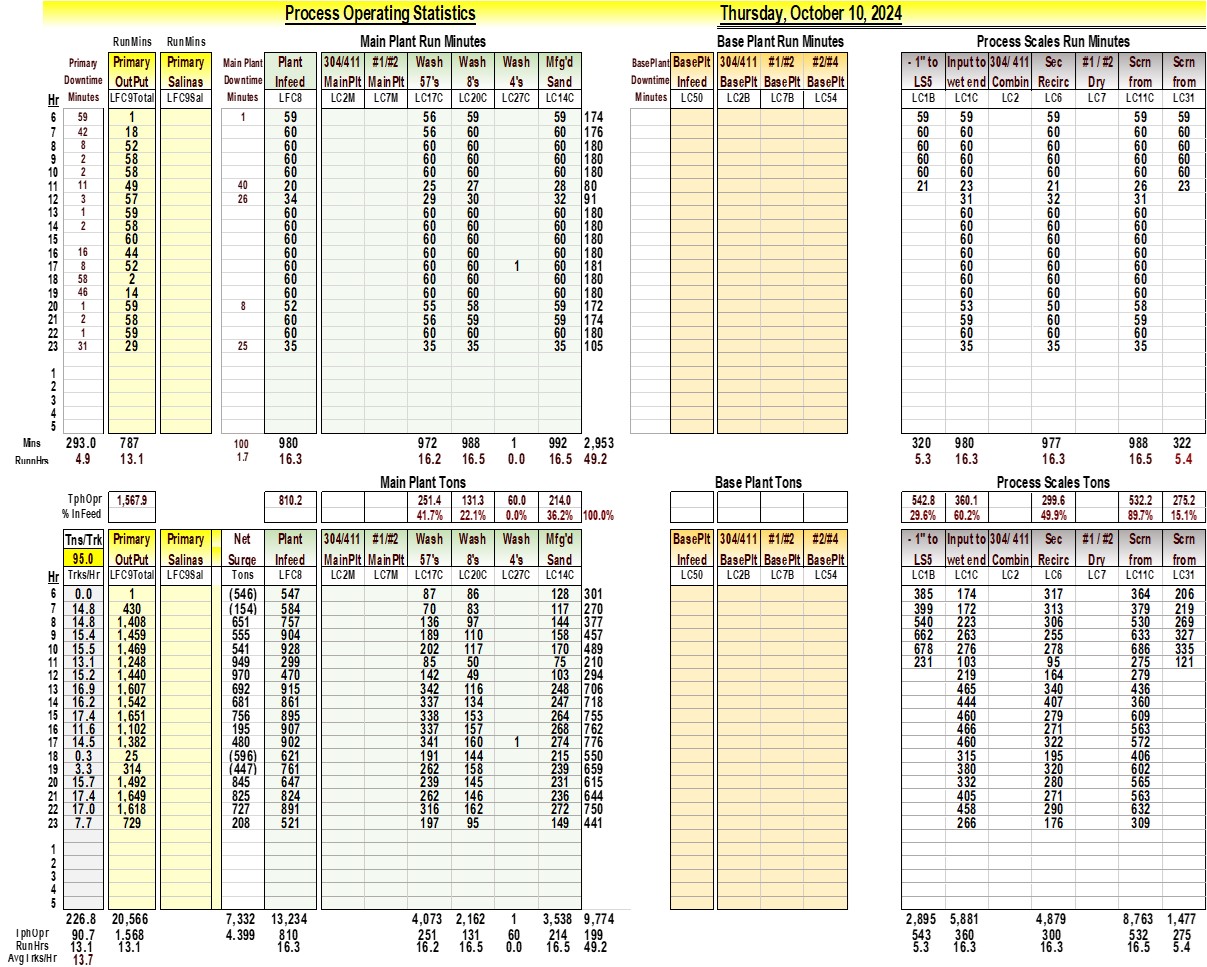 Process Operating Statistics Thursday, October 10, 2024
RunMins RunMins Main Plant Run Minutes Base Plant Run Minutes Process Scales Run Minutes
Primary Primary Primary Main Plant Plant 304/411 #1/#2 Wash Wash Wash Mfg'd BasePlant BasePlt 304/411 #1/#2 #2/#4 - 1" to Input to 304/ 411 Sec #1 / #2 Scrn Scrn
Downtime OutPut Salinas Downtime Infeed MainPlt MainPlt 57's 8's 4's Sand Downtime Infeed BasePlt BasePlt BasePlt LS5 wet end Combin Recirc Dry from from
Hr Minutes LFC9Total LFC9Sal Minutes LFC8 LC2M LC7M LC17C LC20C LC27C LC14C Minutes LC50 LC2B LC7B LC54 LC1B LC1C LC2 LC6 LC7 LC11C LC31
6 59 1 1 59 56 59 59 174 59 59 59 59 59
7 42 18 60 56 60 60 176 60 60 60 60 60
8 8 52 60 60 60 60 180 60 60 60 60 60
9 2 58 60 60 60 60 180 60 60 60 60 60
10 2 58 60 60 60 60 180 60 60 60 60 60
11 11 49 40 20 25 27 28 80 21 23 21 26 23
12 3 57 26 34 29 30 32 91 31 32 31
13 1 59 60 60 60 60 180 60 60 60
14 2 58 60 60 60 60 180 60 60 60
15 60 60 60 60 60 180 60 60 60
16 16 44 60 60 60 60 180 60 60 60
17 8 52 60 60 60 1 60 181 60 60 60
18 58 2 60 60 60 60 180 60 60 60
19 46 14 60 60 60 60 180 60 60 60
20 1 59 8 52 55 58 59 172 53 50 58
21 2 58 60 56 59 60 174 60 59 59
22 1 59 60 60 60 60 180 60 60 60
23 31 29 25 35 35 35 35 105 35 35 35
1
2
3
4
5
Mins 293.0 787 100 980 972 988 1 992 2,953 320 980 977 988 322
RunnHrs 4.9 13.1 1.7 16.3 16.2 16.5 0.0 16.5 49.2 5.3 16.3 16.3 16.5 5.4
Main Plant Tons Base Plant Tons Process Scales Tons
TphOpr 1,567.9 810.2 251.4 131.3 60.0 214.0 542.8 360.1 299.6 532.2 275.2
% InFeed 41.7% 22.1% 0.0% 36.2% 100.0% 29.6% 60.2% 49.9% 89.7% 15.1%
Tns/Trk Primary Primary Net Plant 304/411 #1/#2 Wash Wash Wash Mfg'd BasePlt 304/411 #1/#2 #2/#4 - 1" to Input to 304/ 411 Sec #1 / #2 Scrn Scrn
95.0 OutPut Salinas Surge Infeed MainPlt MainPlt 57's 8's 4's Sand Infeed BasePlt BasePlt BasePlt LS5 wet end Combin Recirc Dry from from
Hr Trks/Hr LFC9Total LFC9Sal Tons LFC8 LC2M LC7M LC17C LC20C LC27C LC14C LC50 LC2B LC7B LC54 LC1B LC1C LC2 LC6 LC7 LC11C LC31
6 0.0 1 (546) 547 87 86 128 301 385 174 317 364 206
7 14.8 430 (154) 584 70 83 117 270 399 172 313 379 219
8 14.8 1,408 651 757 136 97 144 377 540 223 306 530 269
9 15.4 1,459 555 904 189 110 158 457 662 263 255 633 327
10 15.5 1,469 541 928 202 117 170 489 678 276 278 686 335
11 13.1 1,248 949 299 85 50 75 210 231 103 95 275 121
12 15.2 1,440 970 470 142 49 103 294 219 164 279
13 16.9 1,607 692 915 342 116 248 706 465 340 436
14 16.2 1,542 681 861 337 134 247 718 444 407 360
15 17.4 1,651 756 895 338 153 264 755 460 279 609
16 11.6 1,102 195 907 337 157 268 762 466 271 563
17 14.5 1,382 480 902 341 160 1 274 776 460 322 572
18 0.3 25 (596) 621 191 144 215 550 315 195 406
19 3.3 314 (447) 761 262 158 239 659 380 320 602
20 15.7 1,492 845 647 239 145 231 615 332 280 565
21 17.4 1,649 825 824 262 146 236 644 405 271 563
22 17.0 1,618 727 891 316 162 272 750 458 290 632
23 7.7 729 208 521 197 95 149 441 266 176 309
1
2
3
4
5
226.8 20,566 7,332 13,234 4,073 2,162 1 3,538 9,774 2,895 5,881 4,879 8,763 1,477
TphOpr 90.7 1.568 4.399 810 251 131 60 214 199 543 360 300 532 275
RunHrs 13.1 13.1 16.3 16.2 16.5 0.0 16.5 49.2 5.3 16.3 16.3 16.5 5.4
AvgTrks/Hr 13.7